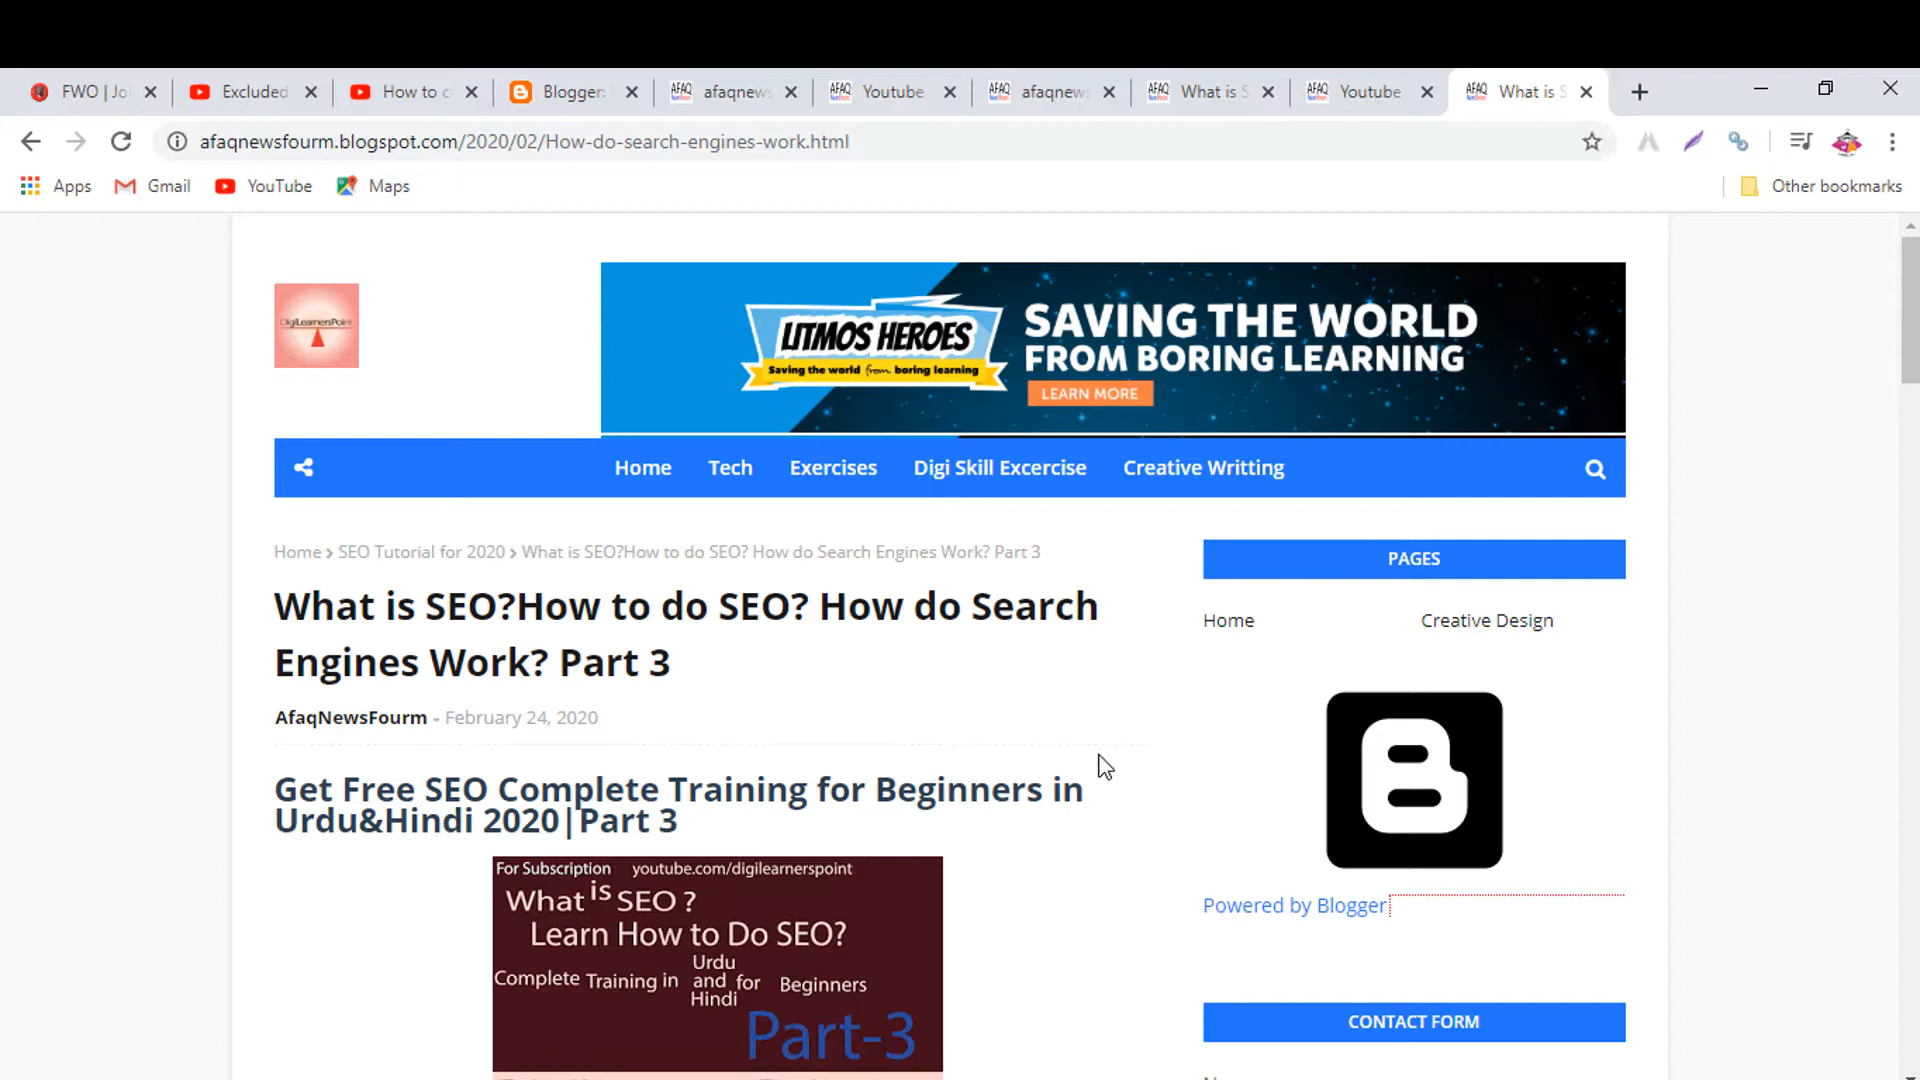 FWO | Jo
Excluded
How to c
Blogger:
afaqnews
Youtube
afaqnews
What is S
Youtube
What is S
afaqnewsfourm.blogspot.com/2020/02/How-do-search-engines-work.html
Apps
Gmail
YouTube
Maps
Other bookmarks
DigiLearnersPoint
LITMOS HEROES
Saving the world from boring learning
SAVING THE WORLD
FROM BORING LEARNING
LEARN MORE
Home
Tech
Exercises
Digi Skill Excercise
Creative Writting
Home > SEO Tutorial for 2020 > What is SEO?How to do SEO? How do Search Engines Work? Part 3
What is SEO?How to do SEO? How do Search
Engines Work? Part 3
AfaqNewsFourm - February 24, 2020
Get Free SEO Complete Training for Beginners in
Urdu&Hindi 2020|Part 3
For Subscription youtube.com/digilearnerspoint
What is SEO ?
Learn How to Do SEO?
Complete Training in Urdu and Hindi for Beginners
Part-3
PAGES
Home
Creative Design
Powered by Blogger
CONTACT FORM